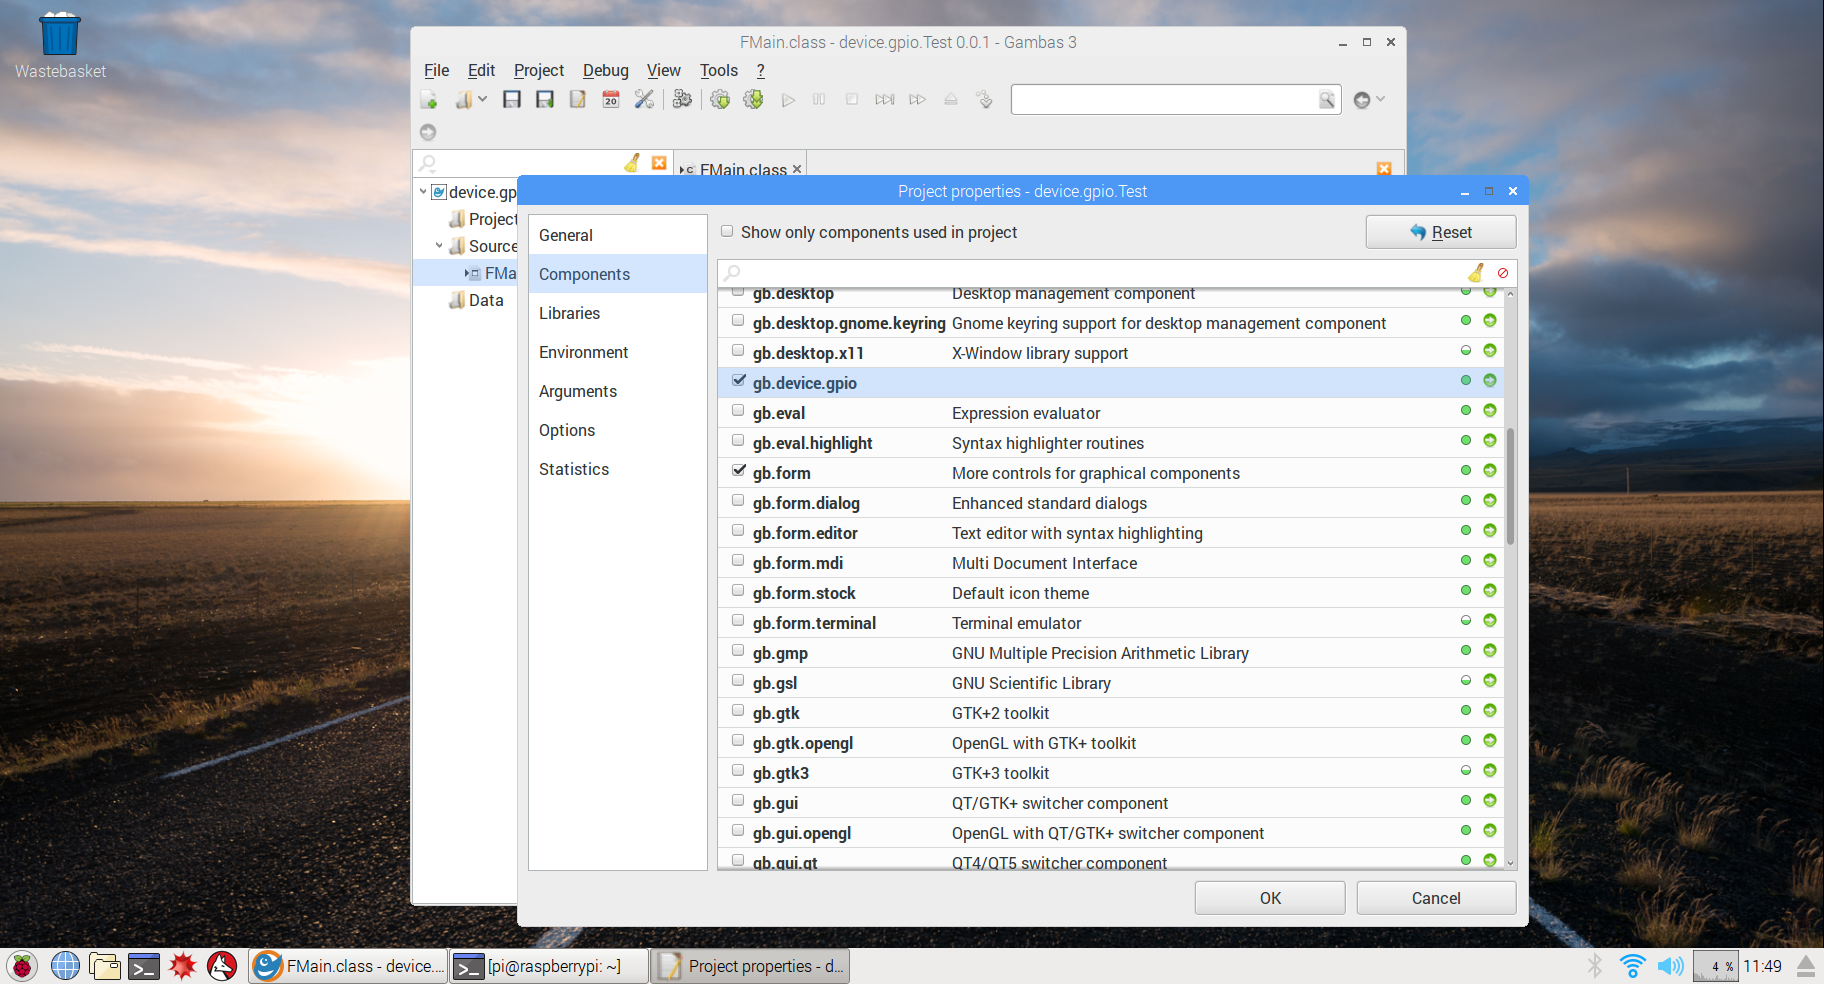 Wastebasket
FMain.class - device.gpio.Test 0.0.1 - Gambas 3
File Edit Project Debug View Tools ?
20
FMain.class
device.gp
Project
Source
FMa
Data
Project properties - device.gpio.Test
General
Components
Libraries
Environment
Arguments
Options
Statistics
Show only components used in project
Reset
gb.desktop Desktop management component
gb.desktop.gnome.keyring Gnome keyring support for desktop management component
gb.desktop.x11 X-Window library support
gb.device.gpio
gb.eval Expression evaluator
gb.eval.highlight Syntax highlighter routines
gb.form More controls for graphical components
gb.form.dialog Enhanced standard dialogs
gb.form.editor Text editor with syntax highlighting
gb.form.mdi Multi Document Interface
gb.form.stock Default icon theme
gb.form.terminal Terminal emulator
gb.gmp GNU Multiple Precision Arithmetic Library
gb.gsl GNU Scientific Library
gb.gtk GTK+2 toolkit
gb.gtk.opengl OpenGL with GTK+ toolkit
gb.gtk3 GTK+3 toolkit
gb.gui QT/GTK+ switcher component
gb.gui.opengl OpenGL with QT/GTK+ switcher component
gb.gui.qt QT4/QT5 switcher component
OK Cancel
FMain.class - device.... [pi@raspberrypi: ~] Project properties - d... 4 % 11:49